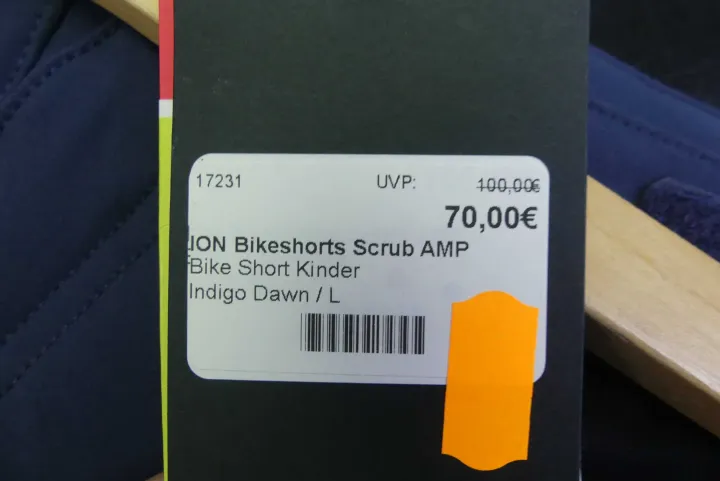 17231 UVP: 100,00€
70,00€
ION Bikeshorts Scrub AMP
Bike Short Kinder
Indigo Dawn / L